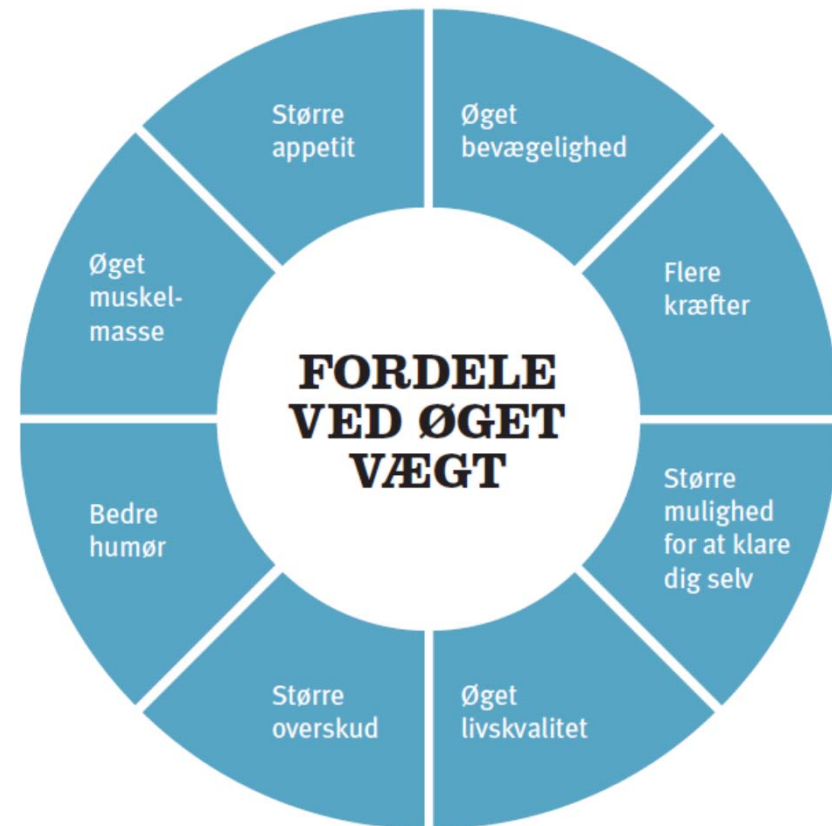 FORDELE
VED ØGET
VÆGT
Øget
bevægelighed
Flere
kræfter
Større
mulighed
for at klare
dig selv
Øget
livskvalitet
Større
overskud
Bedre
humør
Øget
muskel-
masse
Større
appetit